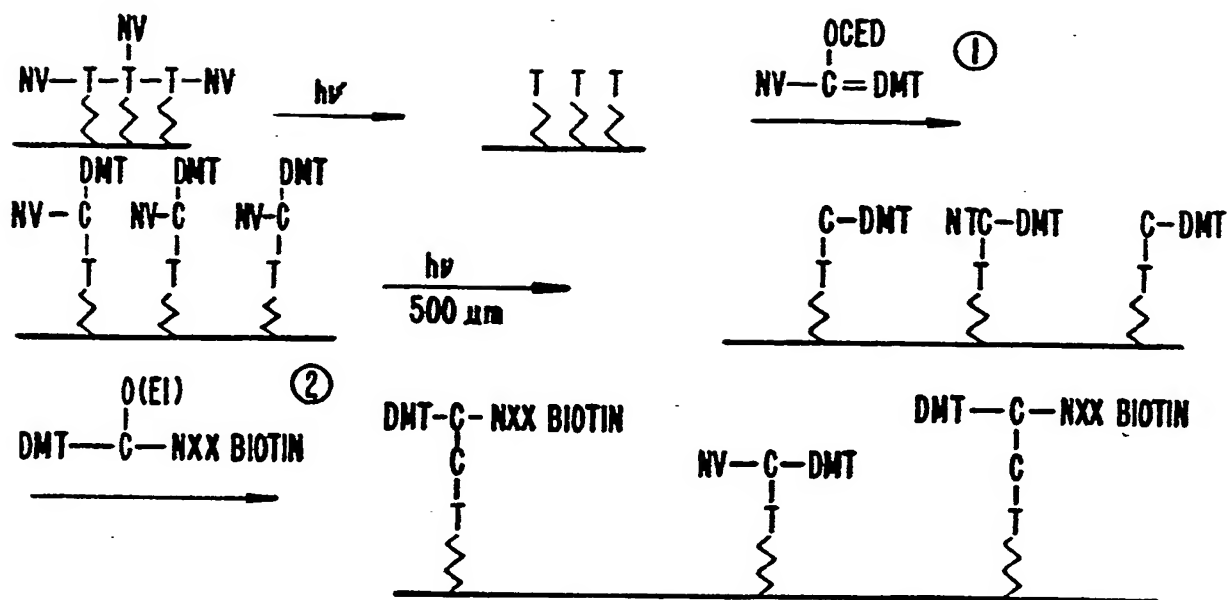 NV
NV—T—T—T—NV
hν
T T T
OCED
NV—C=DMT
①
DMT DMT DMT
NV—C NV-C NV-C
T T T
hν
500 µm
C—DMT NTC—DMT C—DMT
T T T
O(EI)
②
DMT—C—NXX BIOTIN
DMT-C-NXX BIOTIN
C
T
NV—C—DMT
T
DMT—C—NXX BIOTIN
C
T